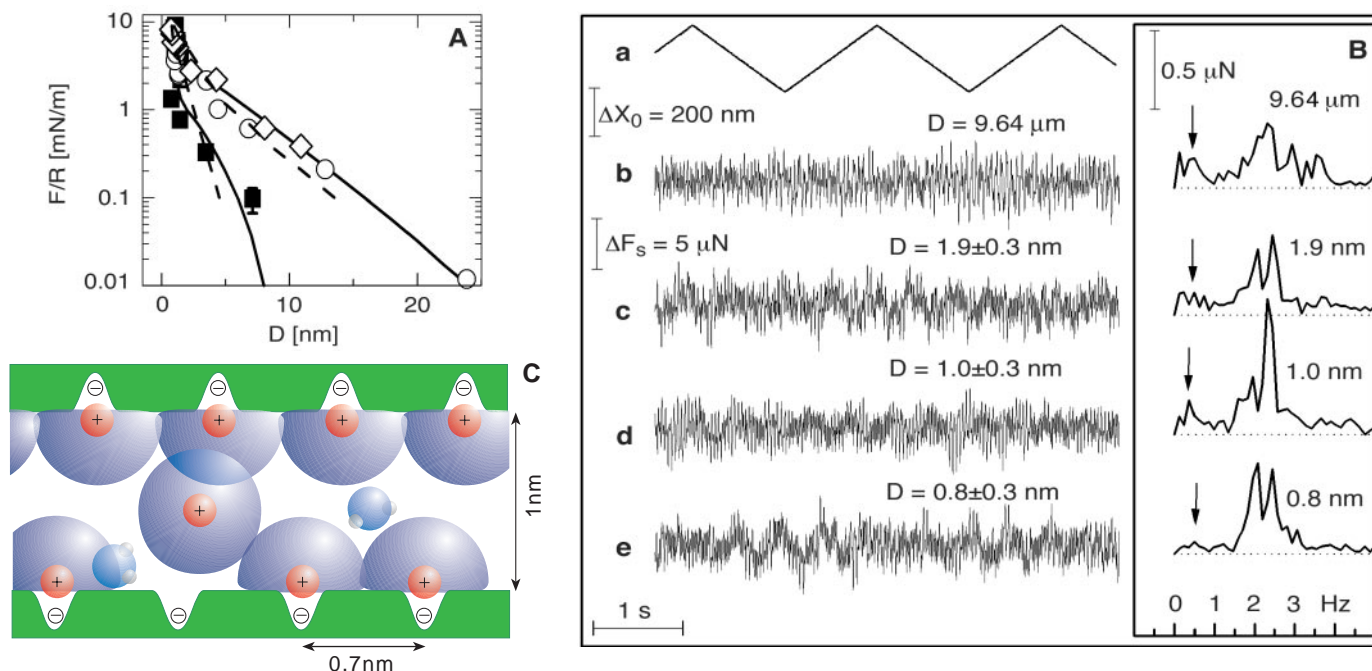 A
F/R [mN/m]
10
1
0.1
0.01
0
10
20
D [nm]
C
− − − −
+ + + +
+
+ + +
− − −
1nm
0.7nm
B
a
ΔX₀ = 200 nm
D = 9.64 μm
b
ΔFₛ = 5 μN
D = 1.9±0.3 nm
c
D = 1.0±0.3 nm
d
D = 0.8±0.3 nm
e
1 s
0.5 μN
9.64 μm
1.9 nm
1.0 nm
0.8 nm
0 1 2 3 Hz